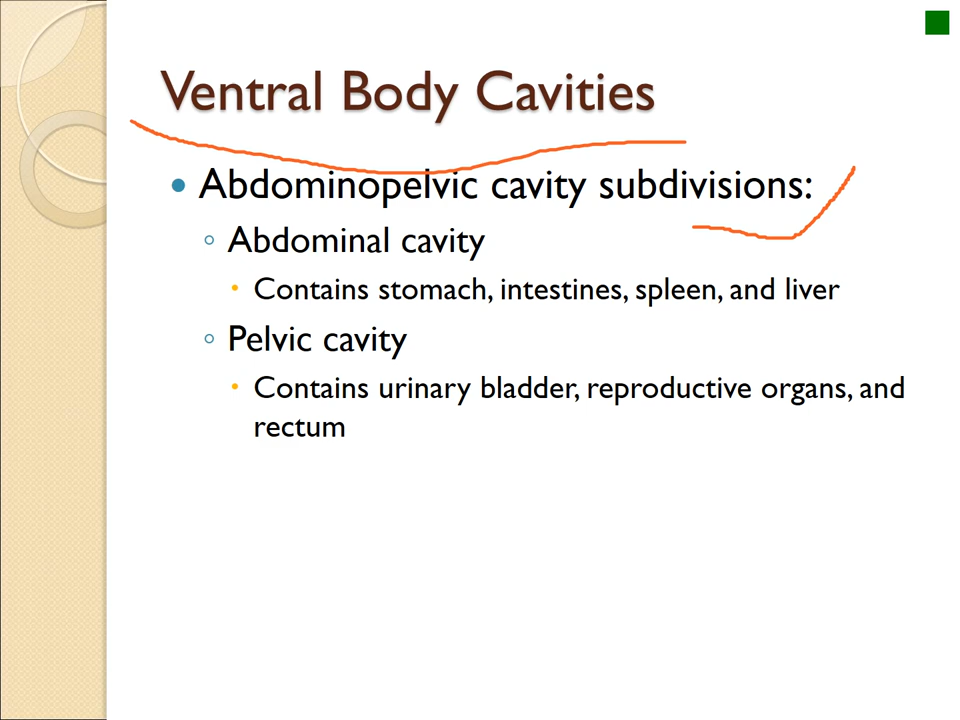 Ventral Body Cavities
• Abdominopelvic cavity subdivisions:
◦ Abdominal cavity
• Contains stomach, intestines, spleen, and liver
◦ Pelvic cavity
• Contains urinary bladder, reproductive organs, and
rectum